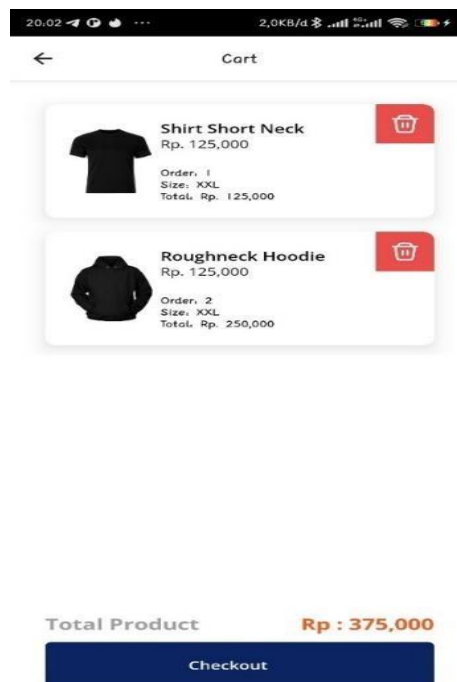 20.02 ... 2,0KB/d 4G+
Cart
Shirt Short Neck
Rp. 125,000
Order: 1
Size: XXL
Total: Rp. 125,000
Roughneck Hoodie
Rp. 125,000
Order: 2
Size: XXL
Total: Rp. 250,000
Total Product Rp : 375,000
Checkout